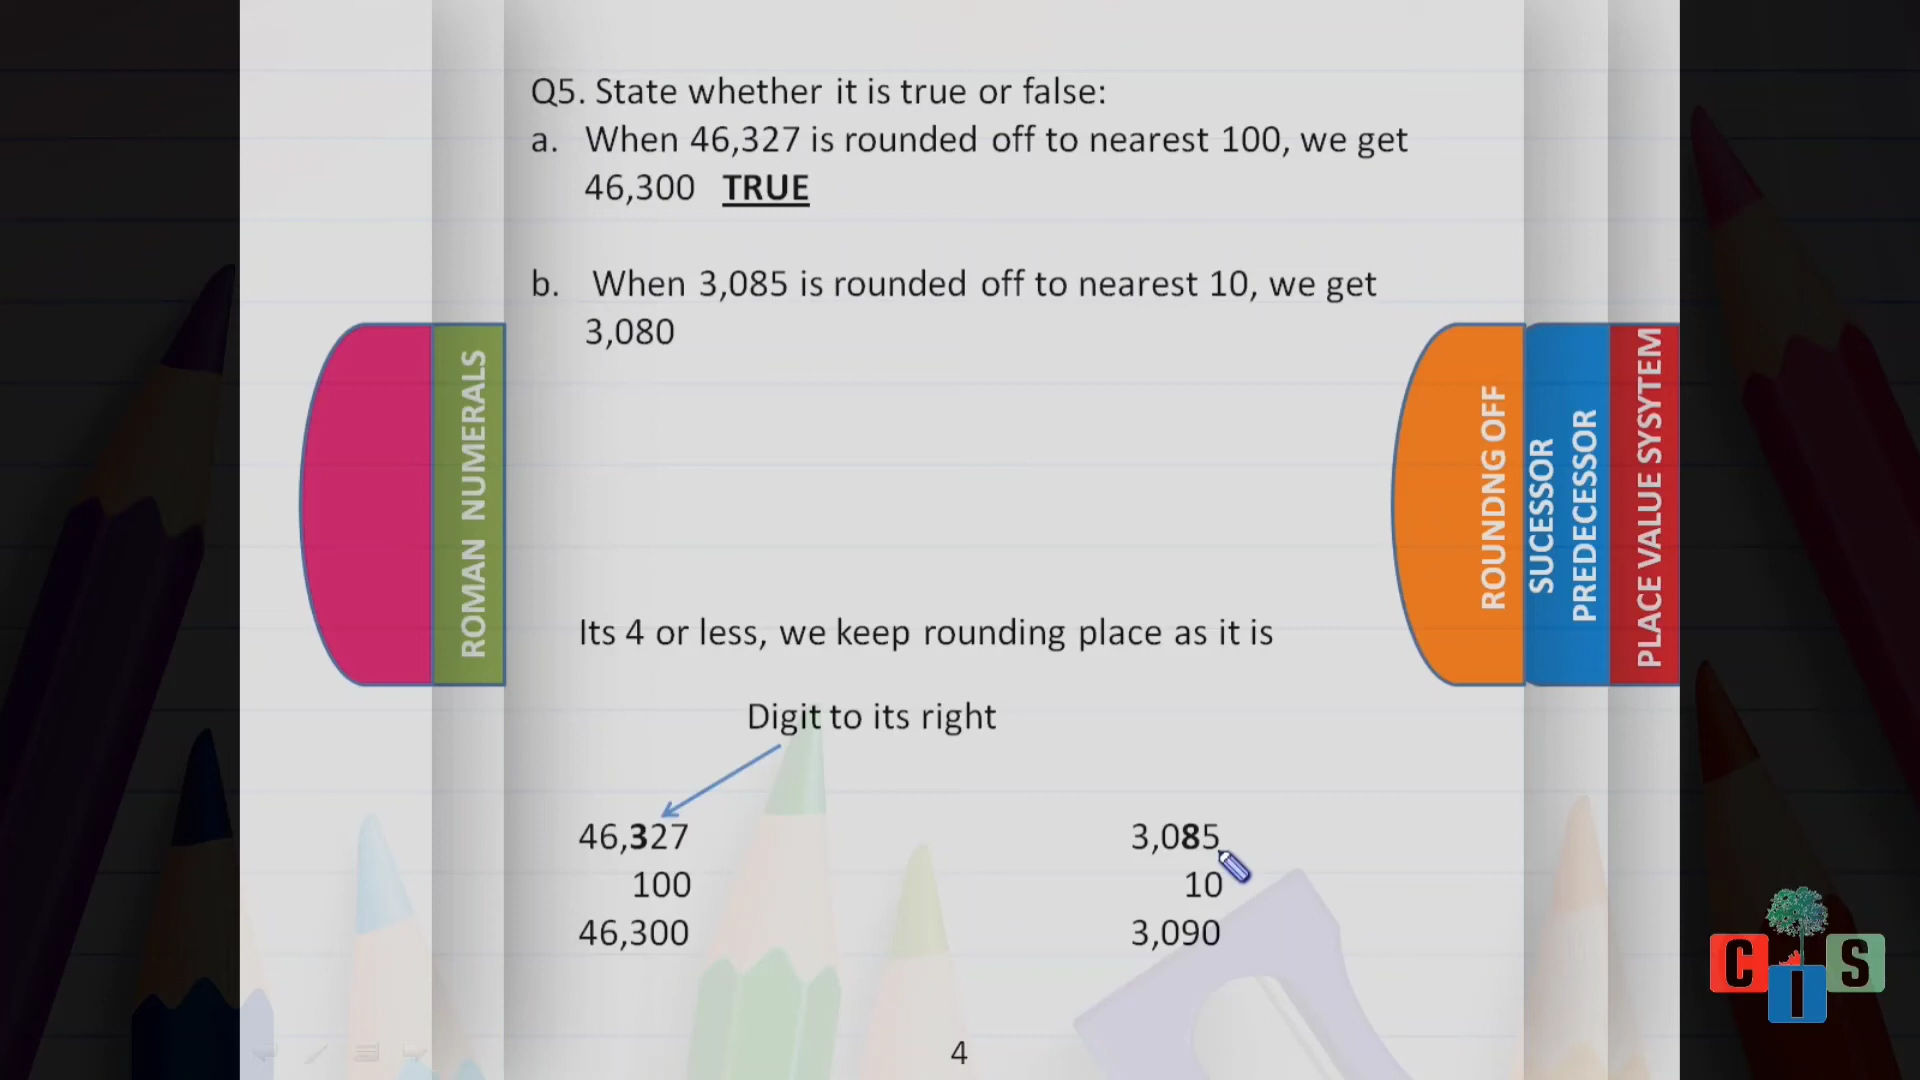 Q5. State whether it is true or false:
a. When 46,327 is rounded off to nearest 100, we get
46,300 TRUE
b. When 3,085 is rounded off to nearest 10, we get
3,080
ROMAN NUMERALS
ROUNDNG OFF
SUCESSOR
PREDECESSOR
PLACE VALUE SYSYTEM
Its 4 or less, we keep rounding place as it is
Digit to its right
46,327
100
46,300
3,085
10
3,090
CIS
4